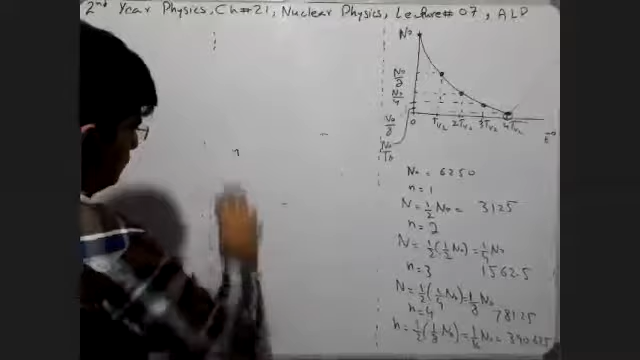 2nd Year Physics, Ch#21, Nuclear Physics, Lecture# 07, ALP
N₀
N₀/2
N₀/4
N₀/8
N₀/16
0 T1/2 2T1/2 3T1/2 4T1/2
t→
N₀ = 6250
n = 1
N = 1/2 N₀ = 3125
n = 2
N = 1/2 (1/2 N₀) = 1/4 N₀
n = 3 1562.5
N = 1/2 (1/4 N₀) = 1/8 N₀
n = 4 781.25
n = 1/2 (1/8 N₀) = 1/16 N₀ = 390.625